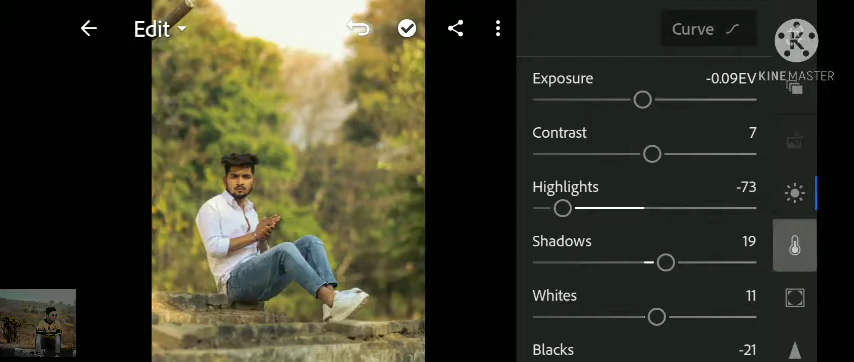 Edit
Curve
KINEMASTER
Exposure -0.09EV
Contrast 7
Highlights -73
Shadows 19
Whites 11
Blacks -21